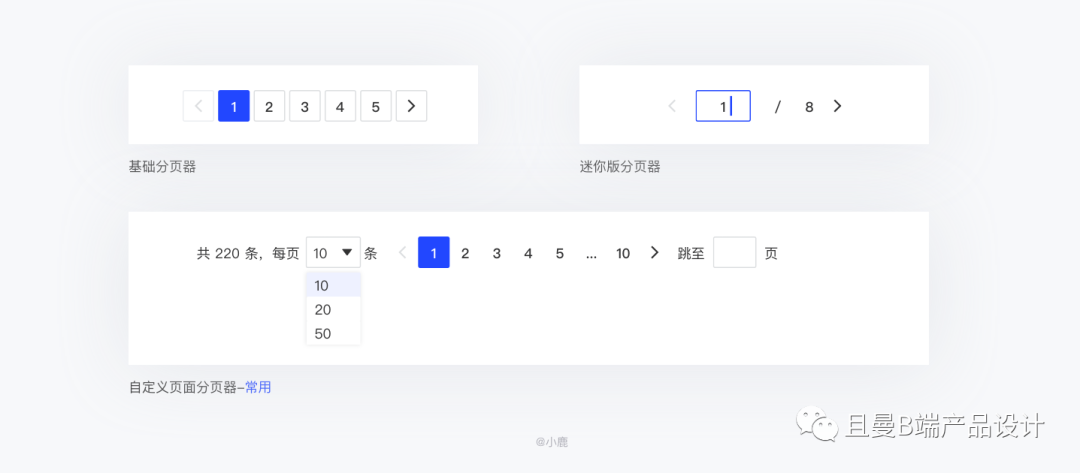 1 2 3 4 5
1 / 8
基础分页器
迷你版分页器
共 220 条，每页 10 条 1 2 3 4 5 ... 10 跳至 页
10
20
50
自定义页面分页器-常用
且曼B端产品设计
@小鹿